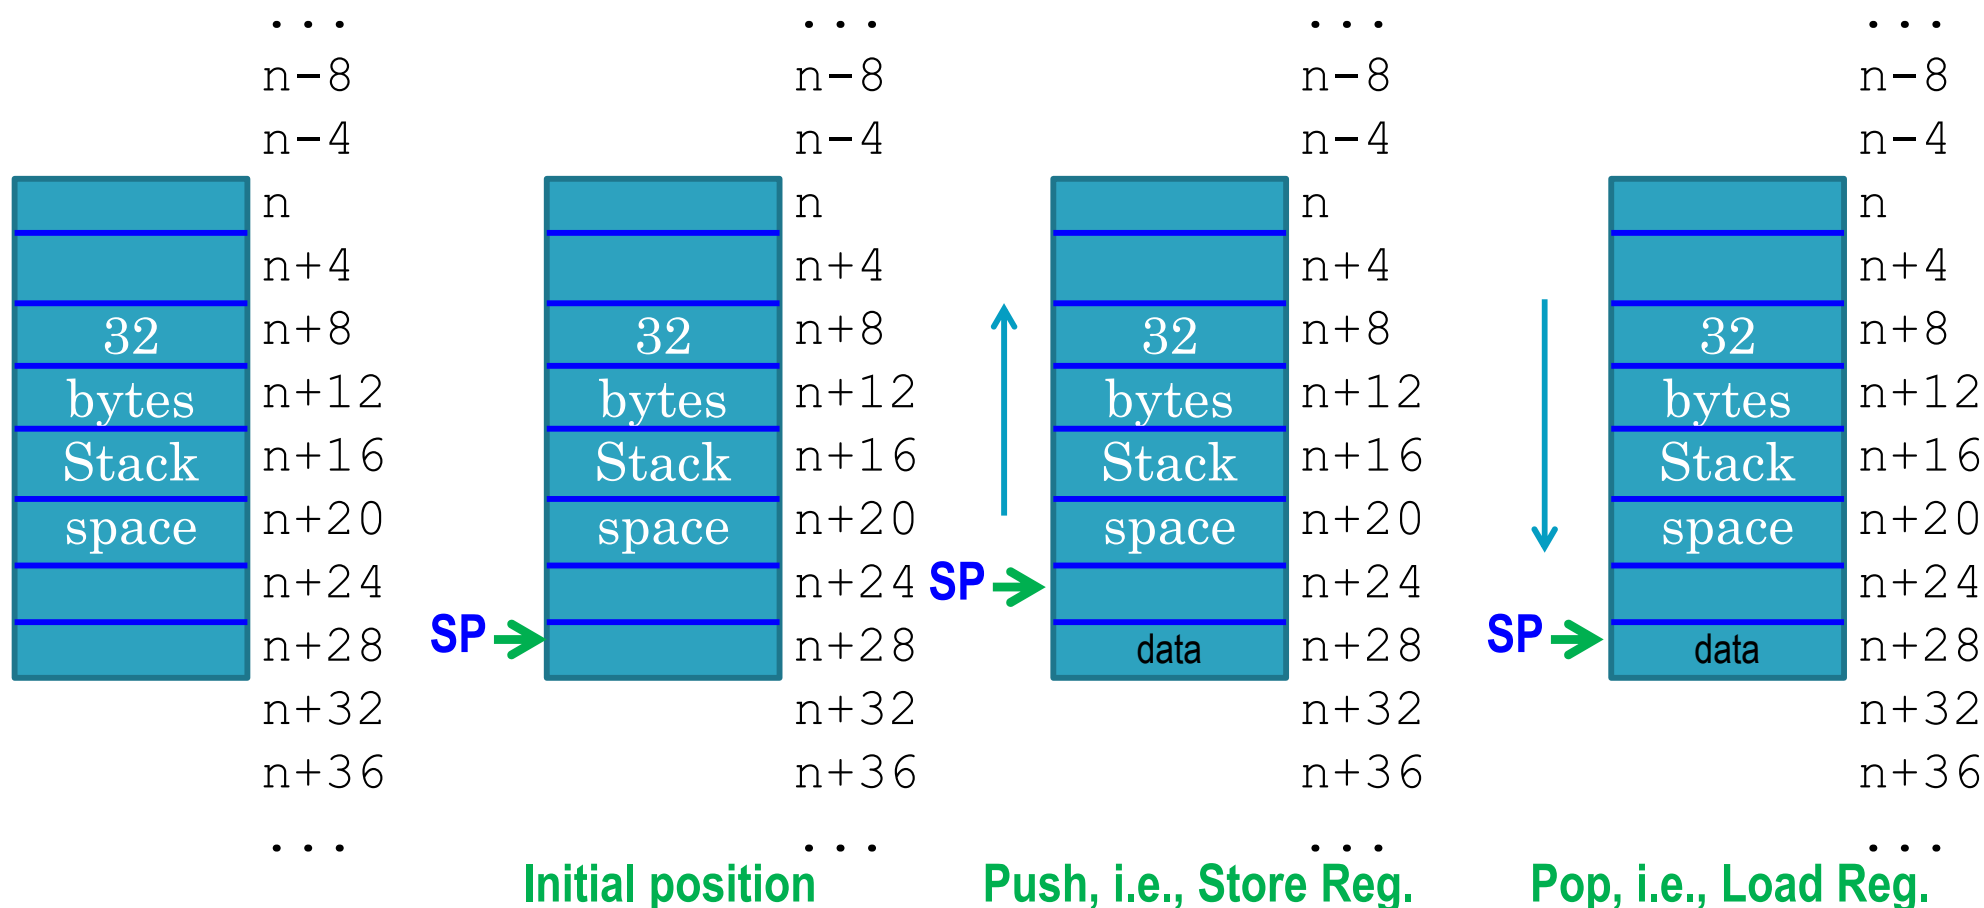 ...
n-8
n-4
n
n+4
n+8
n+12
n+16
n+20
n+24
n+28
n+32
n+36
...
32
bytes
Stack
space
...
n-8
n-4
n
n+4
n+8
n+12
n+16
n+20
n+24
n+28
n+32
n+36
...
32
bytes
Stack
space
SP
Initial position
...
n-8
n-4
n
n+4
n+8
n+12
n+16
n+20
n+24
n+28
n+32
n+36
...
32
bytes
Stack
space
SP
data
Push, i.e., Store Reg.
...
n-8
n-4
n
n+4
n+8
n+12
n+16
n+20
n+24
n+28
n+32
n+36
...
32
bytes
Stack
space
SP
data
Pop, i.e., Load Reg.